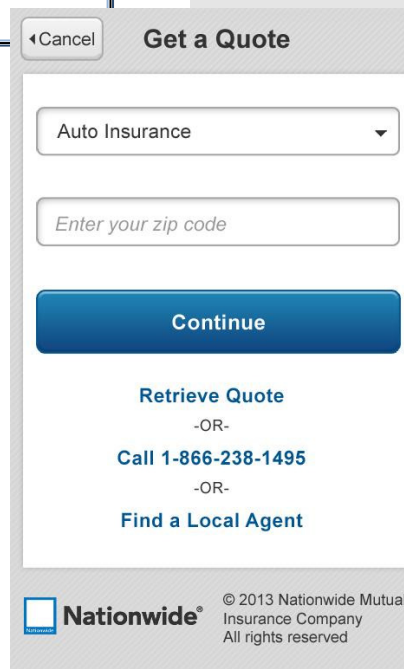 Cancel
Get a Quote
Auto Insurance
Enter your zip code
Continue
Retrieve Quote
-OR-
Call 1-866-238-1495
-OR-
Find a Local Agent
Nationwide®
© 2013 Nationwide Mutual
Insurance Company
All rights reserved